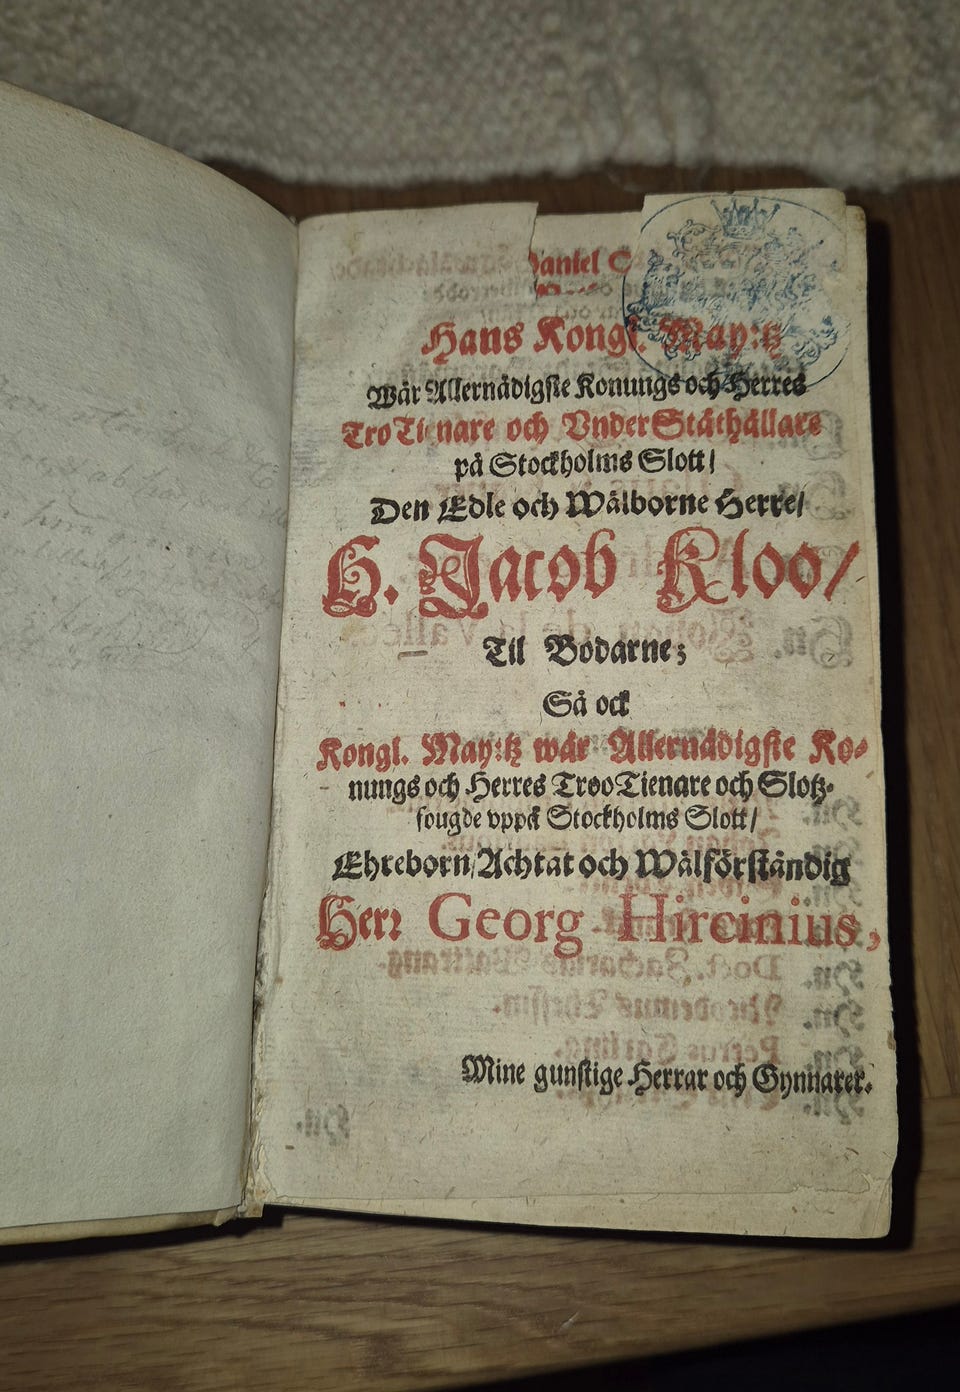 Daniel
Hans Kongl. May:tz
Wår Allernådigste Konungs och Herres
Tro Tienare och Vnder Ståthållare
på Stockholms Slott/
Den Edle och Wälborne Herre/
H. Jacob Kloo/
Til Bodarne;
Så ock
Kongl. May:tz wår Allernådigste Ko-
nungs och Herres Troo Tienare och Slotz-
fougde vppå Stockholms Slott/
Ehreborn/Achtat och Wälförståndig
Herr Georg Hircinius,
Mine gunstige Herrar och Gynnarer.